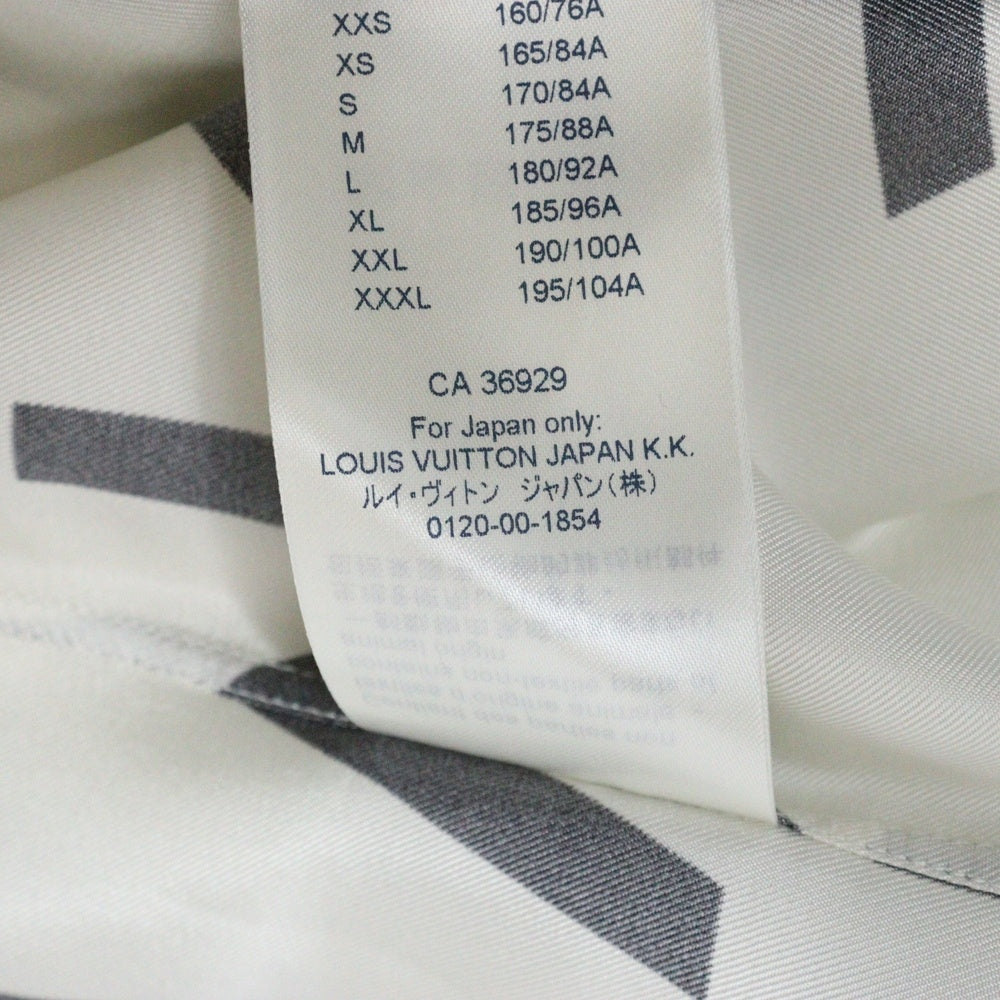 XXS 160/76A
XS 165/84A
S 170/84A
M 175/88A
L 180/92A
XL 185/96A
XXL 190/100A
XXXL 195/104A
CA 36929
For Japan only:
LOUIS VUITTON JAPAN K.K.
ルイ・ヴィトン ジャパン(株)
0120-00-1854